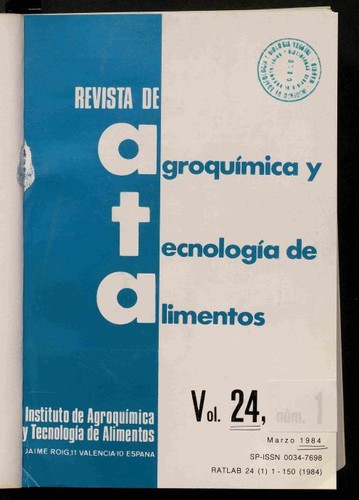 REVISTA DE
agroquímica y
tecnología de
alimentos
Instituto de Agroquímica
y Tecnología de Alimentos
JAIME ROIG,11 VALENCIA-10 ESPANA
Vol. 24, núm. 1
Marzo 1984
SP-ISSN 0034-7698
RATLAB 24 (1) 1 - 150 (1984)